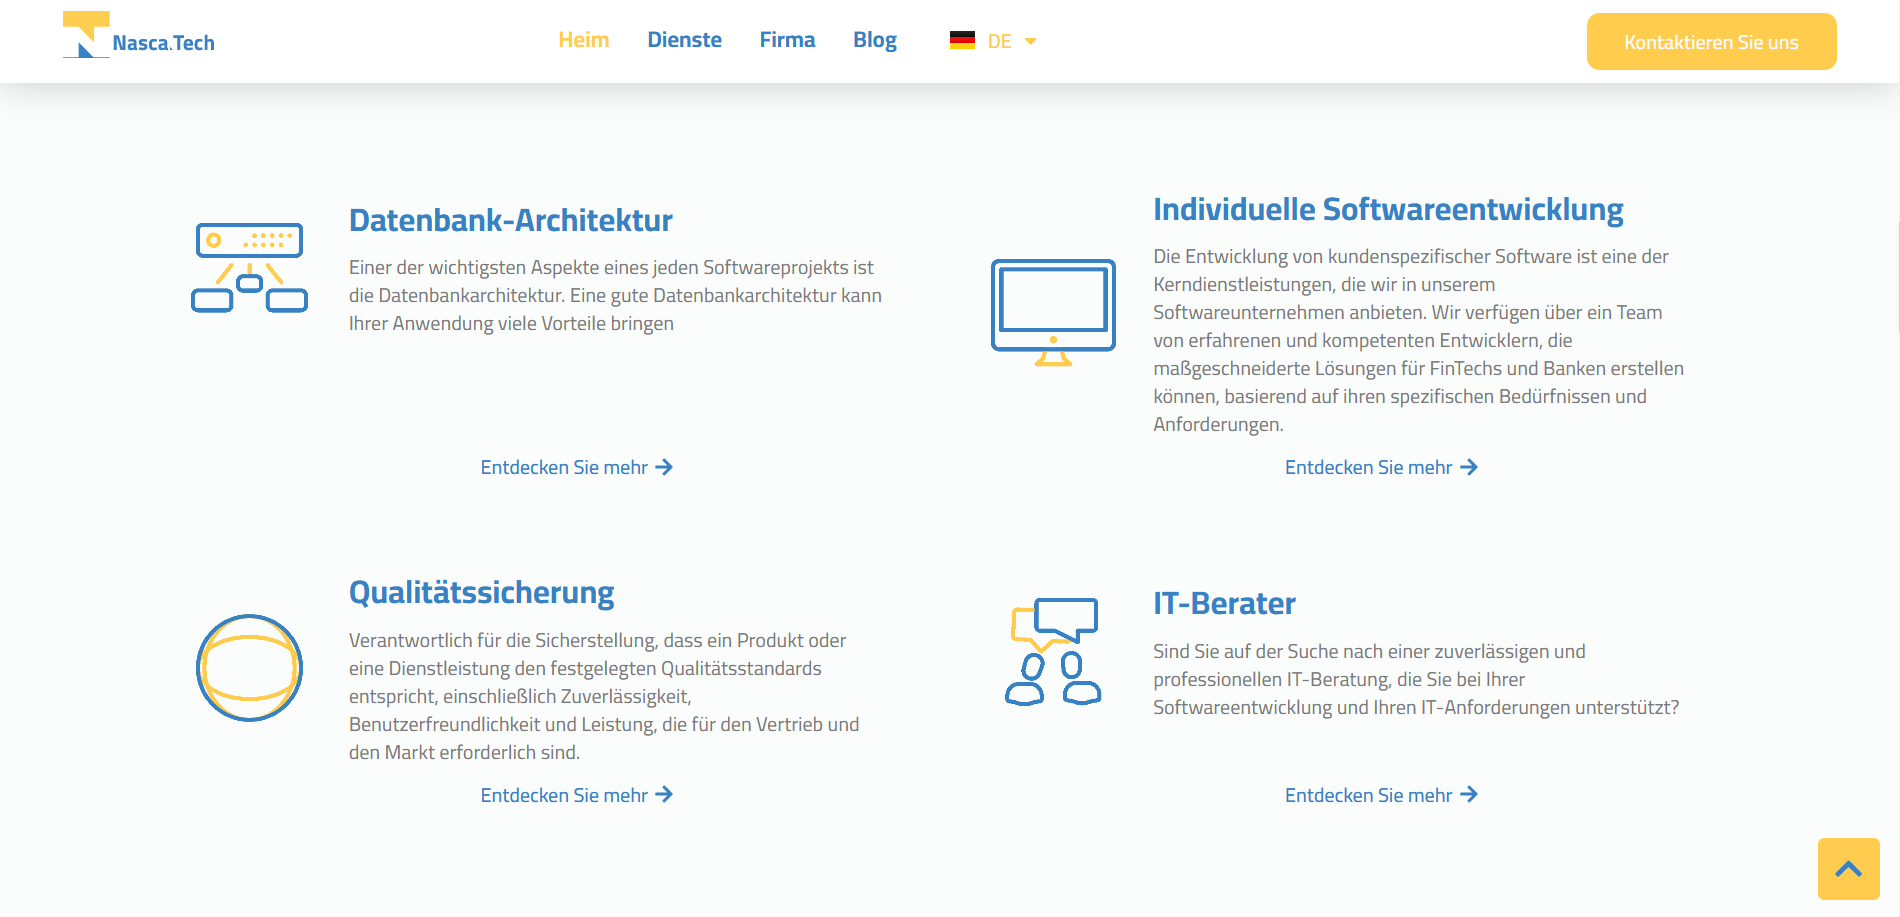 Nasca.Tech
Heim Dienste Firma Blog DE
Kontaktieren Sie uns
Datenbank-Architektur
Einer der wichtigsten Aspekte eines jeden Softwareprojekts ist
die Datenbankarchitektur. Eine gute Datenbankarchitektur kann
Ihrer Anwendung viele Vorteile bringen
Entdecken Sie mehr
Individuelle Softwareentwicklung
Die Entwicklung von kundenspezifischer Software ist eine der
Kerndienstleistungen, die wir in unserem
Softwareunternehmen anbieten. Wir verfügen über ein Team
von erfahrenen und kompetenten Entwicklern, die
maßgeschneiderte Lösungen für FinTechs und Banken erstellen
können, basierend auf ihren spezifischen Bedürfnissen und
Anforderungen.
Entdecken Sie mehr
Qualitätssicherung
Verantwortlich für die Sicherstellung, dass ein Produkt oder
eine Dienstleistung den festgelegten Qualitätsstandards
entspricht, einschließlich Zuverlässigkeit,
Benutzerfreundlichkeit und Leistung, die für den Vertrieb und
den Markt erforderlich sind.
Entdecken Sie mehr
IT-Berater
Sind Sie auf der Suche nach einer zuverlässigen und
professionellen IT-Beratung, die Sie bei Ihrer
Softwareentwicklung und Ihren IT-Anforderungen unterstützt?
Entdecken Sie mehr